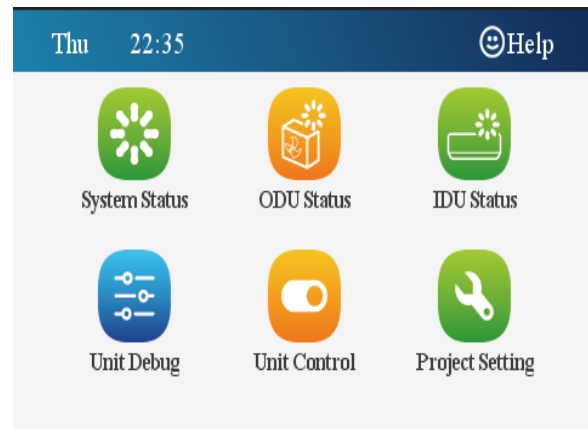 Thu 22:35 Help
System Status ODU Status IDU Status
Unit Debug Unit Control Project Setting